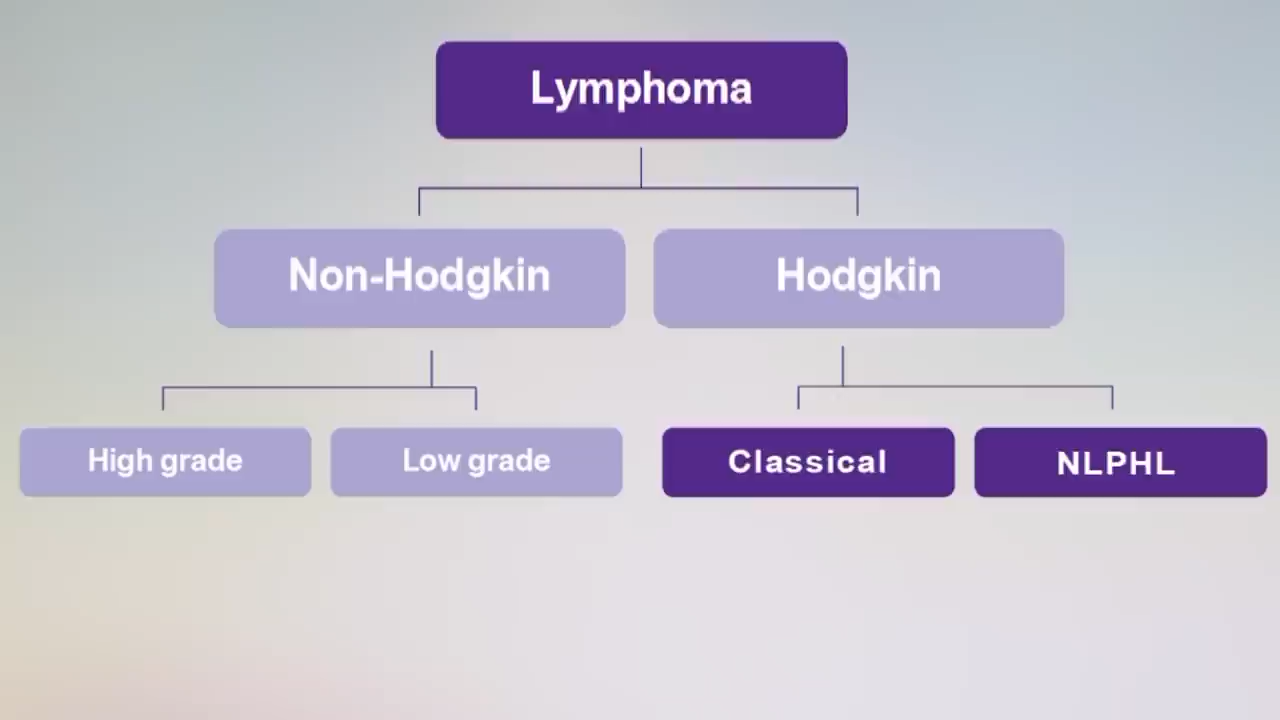 Lymphoma
Non-Hodgkin
Hodgkin
High grade
Low grade
Classical
NLPHL